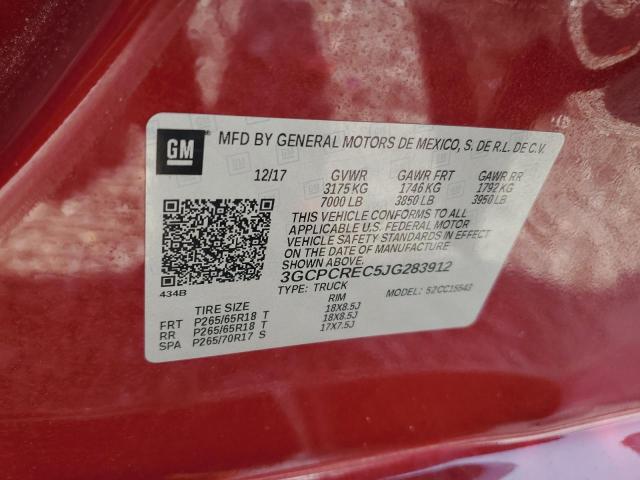 GM MFD BY GENERAL MOTORS DE MEXICO, S. DE R.L. DE C.V.
12/17 GVWR GAWR FRT GAWR RR
3175 KG 1746 KG 1792 KG
7000 LB 3850 LB 3950 LB
THIS VEHICLE CONFORMS TO ALL
APPLICABLE U.S. FEDERAL MOTOR
VEHICLE SAFETY STANDARDS IN EFFECT
ON THE DATE OF MANUFACTURE
SHOWN ABOVE.
3GCPCREC5JG283912
434B TYPE: TRUCK MODEL: 52CC15543
TIRE SIZE RIM
FRT P265/65R18 T 18X8.5J
RR P265/65R18 T 18X8.5J
SPA P265/70R17 S 17X7.5J